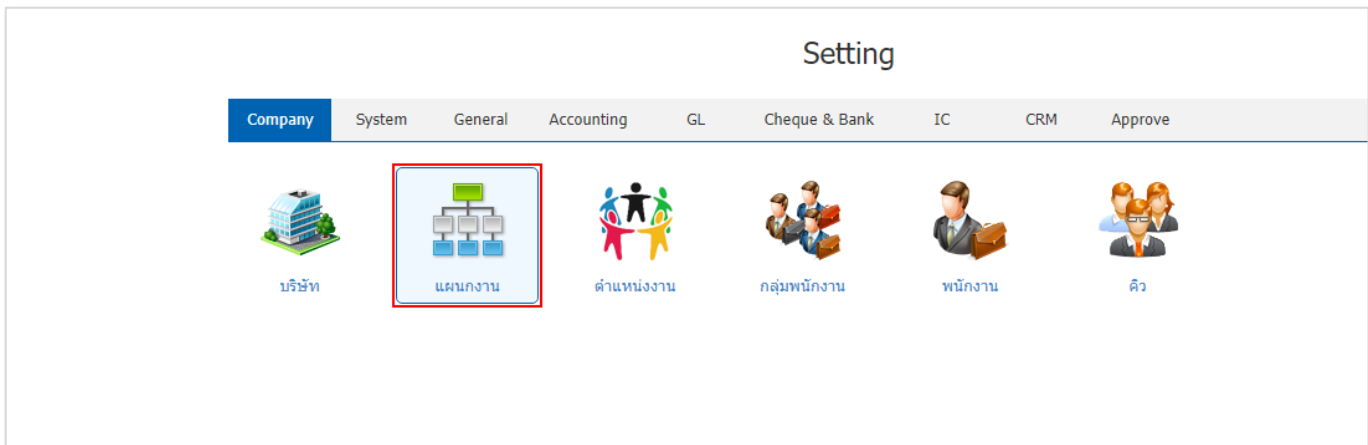 Setting
Company System General Accounting GL Cheque & Bank IC CRM Approve
บริษัท แผนกงาน ตำแหน่งงาน กลุ่มพนักงาน พนักงาน คิว